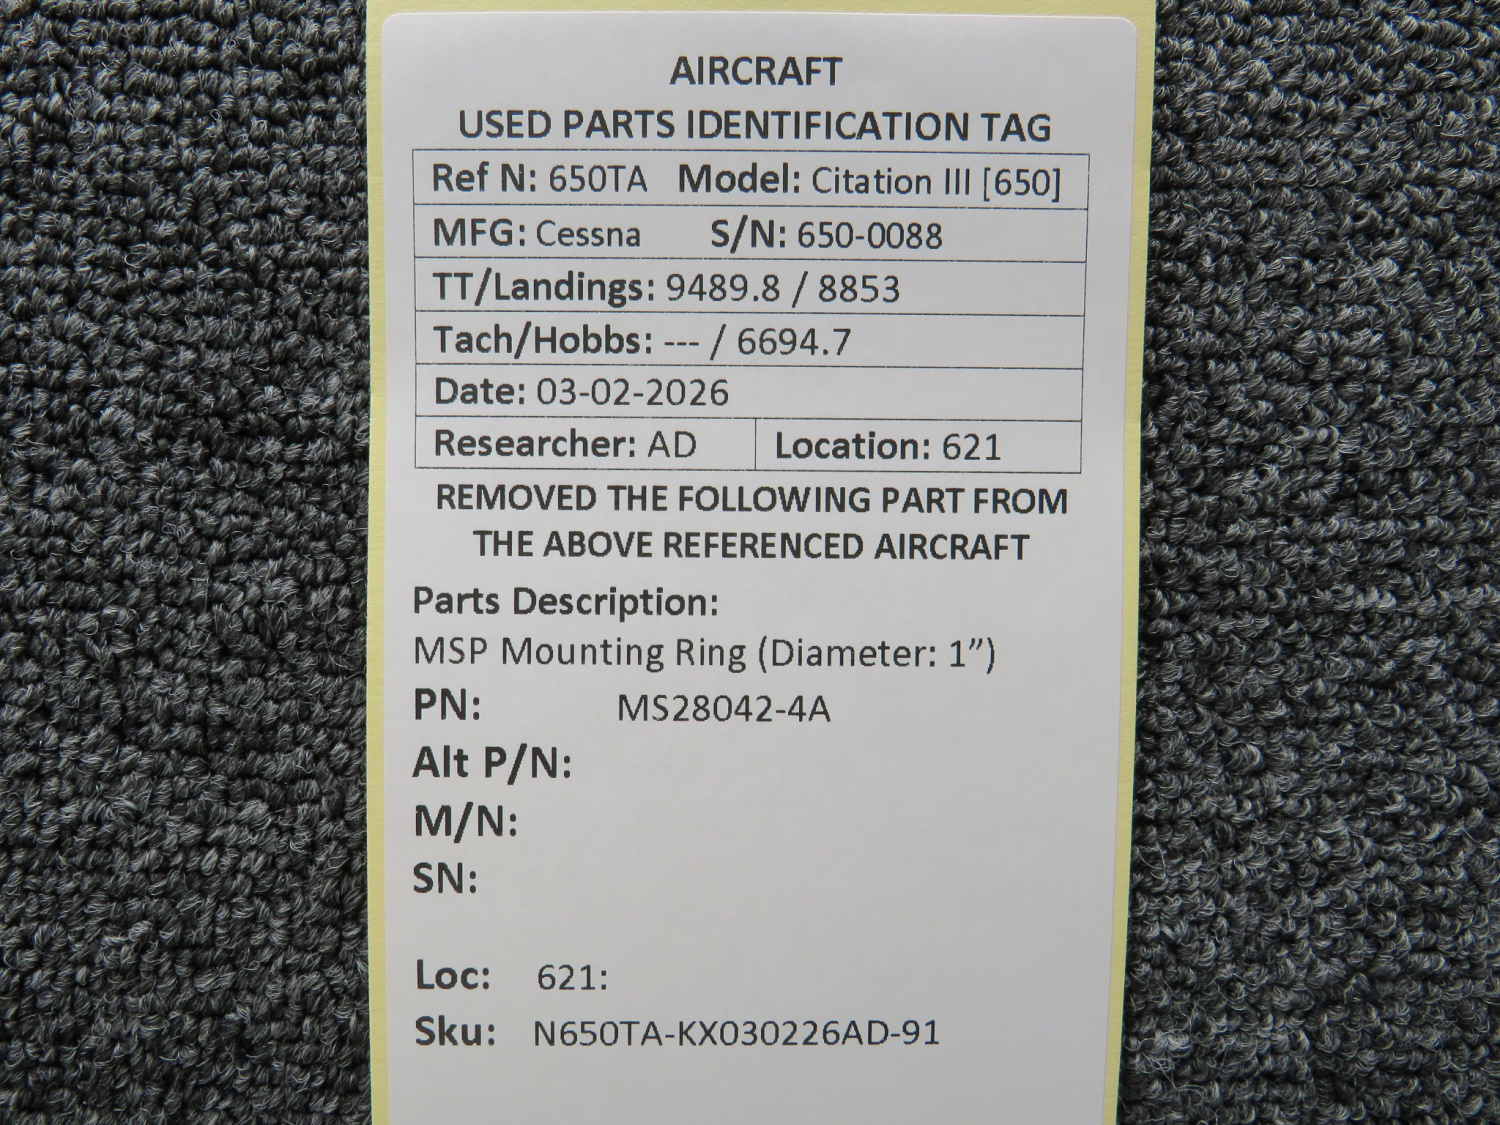 AIRCRAFT
USED PARTS IDENTIFICATION TAG
Ref N: 650TA Model: Citation III [650]
MFG: Cessna S/N: 650-0088
TT/Landings: 9489.8 / 8853
Tach/Hobbs: --- / 6694.7
Date: 03-02-2026
Researcher: AD Location: 621
REMOVED THE FOLLOWING PART FROM
THE ABOVE REFERENCED AIRCRAFT
Parts Description:
MSP Mounting Ring (Diameter: 1”)
PN: MS28042-4A
Alt P/N:
M/N:
SN:
Loc: 621:
Sku: N650TA-KX030226AD-91